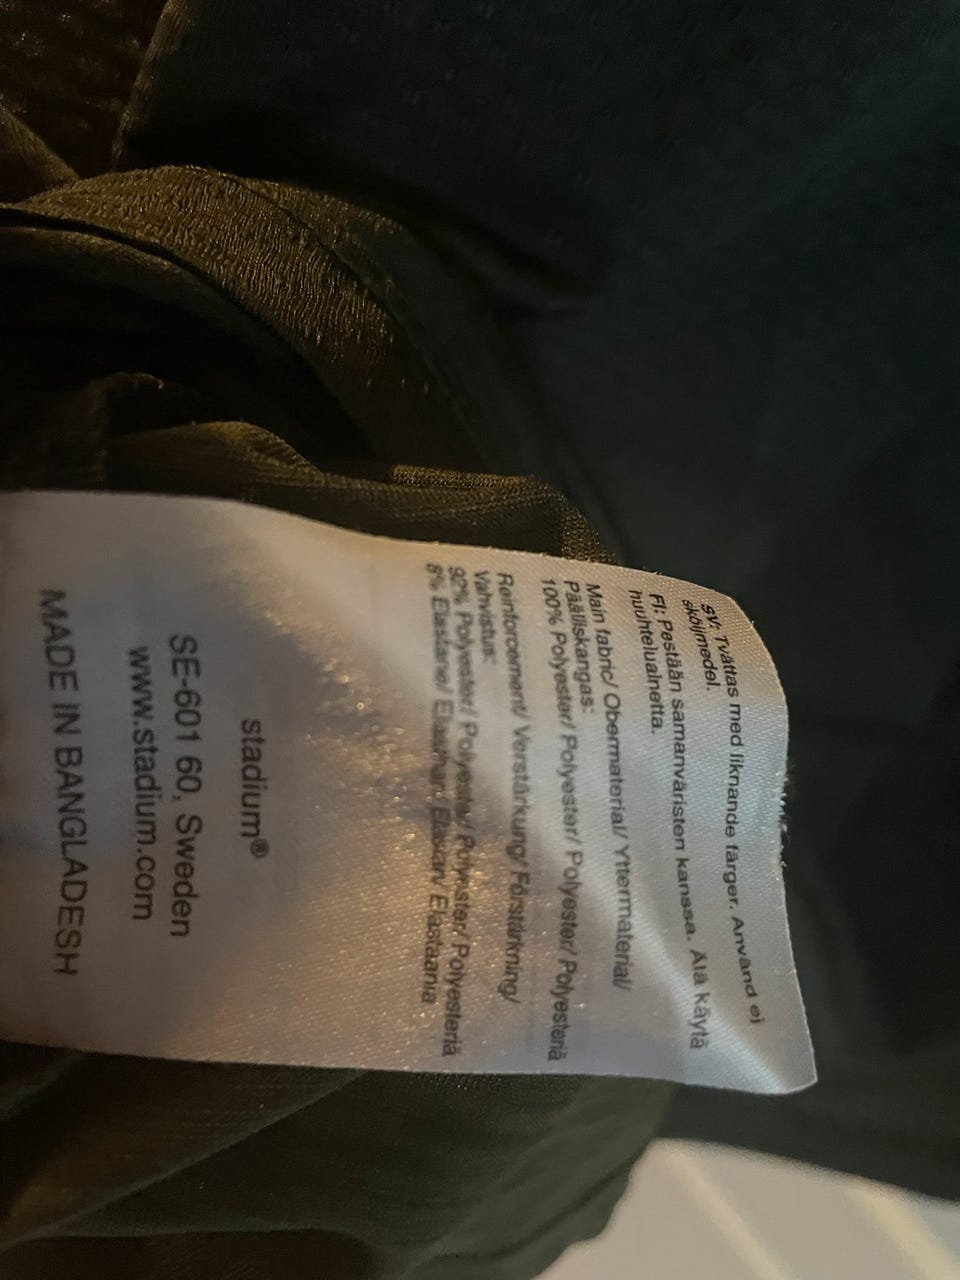 SV: Tvättas med liknande färger. Använd ej
sköljmedel.
FI: Pestään samanväristen kanssa. Älä käytä
huuhteluainetta.
Main fabric/ Obermaterial/ Yttermaterial/
Päälliskangas:
100% Polyester/ Polyester/ Polyester/ Polyesteriä
Reinforcement/ Verstärkung/ Förstärkning/
Vahvistus:
92% Polyester/ Polyester/ Polyester/ Polyesteriä
8% Elastane/ Elasthan/ Elastan/ Elastaania
stadium®
SE-601 60, Sweden
www.stadium.com
MADE IN BANGLADESH